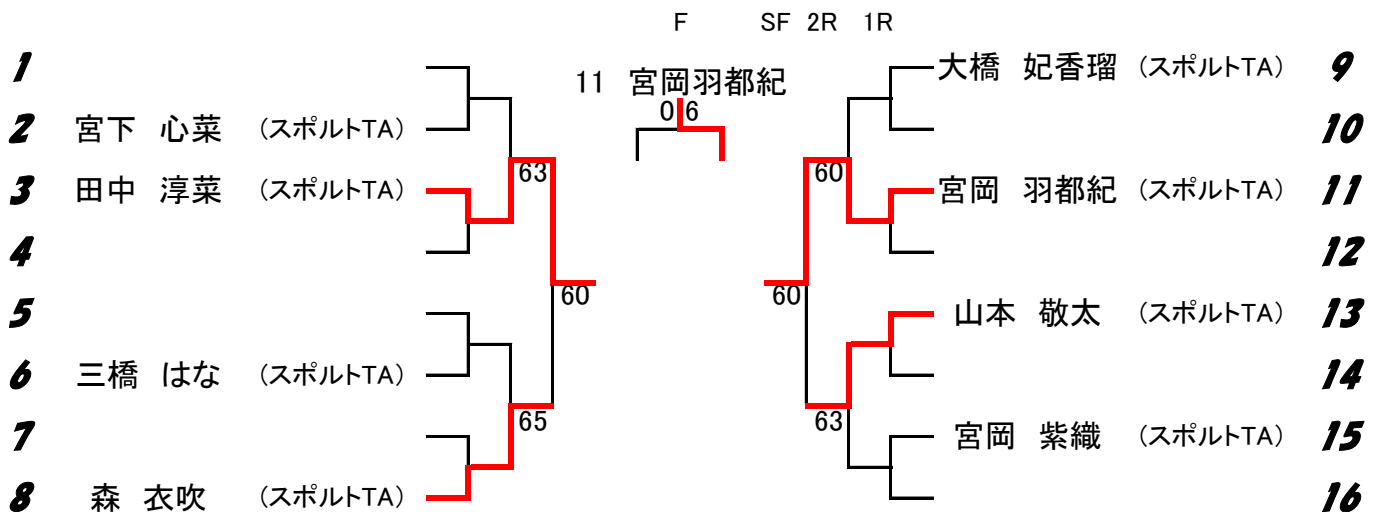 F SF 2R 1R
11 宮岡羽都紀
0 6
1
2 宮下 心菜 (スポルトTA)
3 田中 淳菜 (スポルトTA)
4
5
6 三橋 はな (スポルトTA)
7
8 森 衣吹 (スポルトTA)
63
60
65
大橋 妃香瑠 (スポルトTA) 9
10
宮岡 羽都紀 (スポルトTA) 11
12
山本 敬太 (スポルトTA) 13
14
宮岡 紫織 (スポルトTA) 15
16
60
60
63